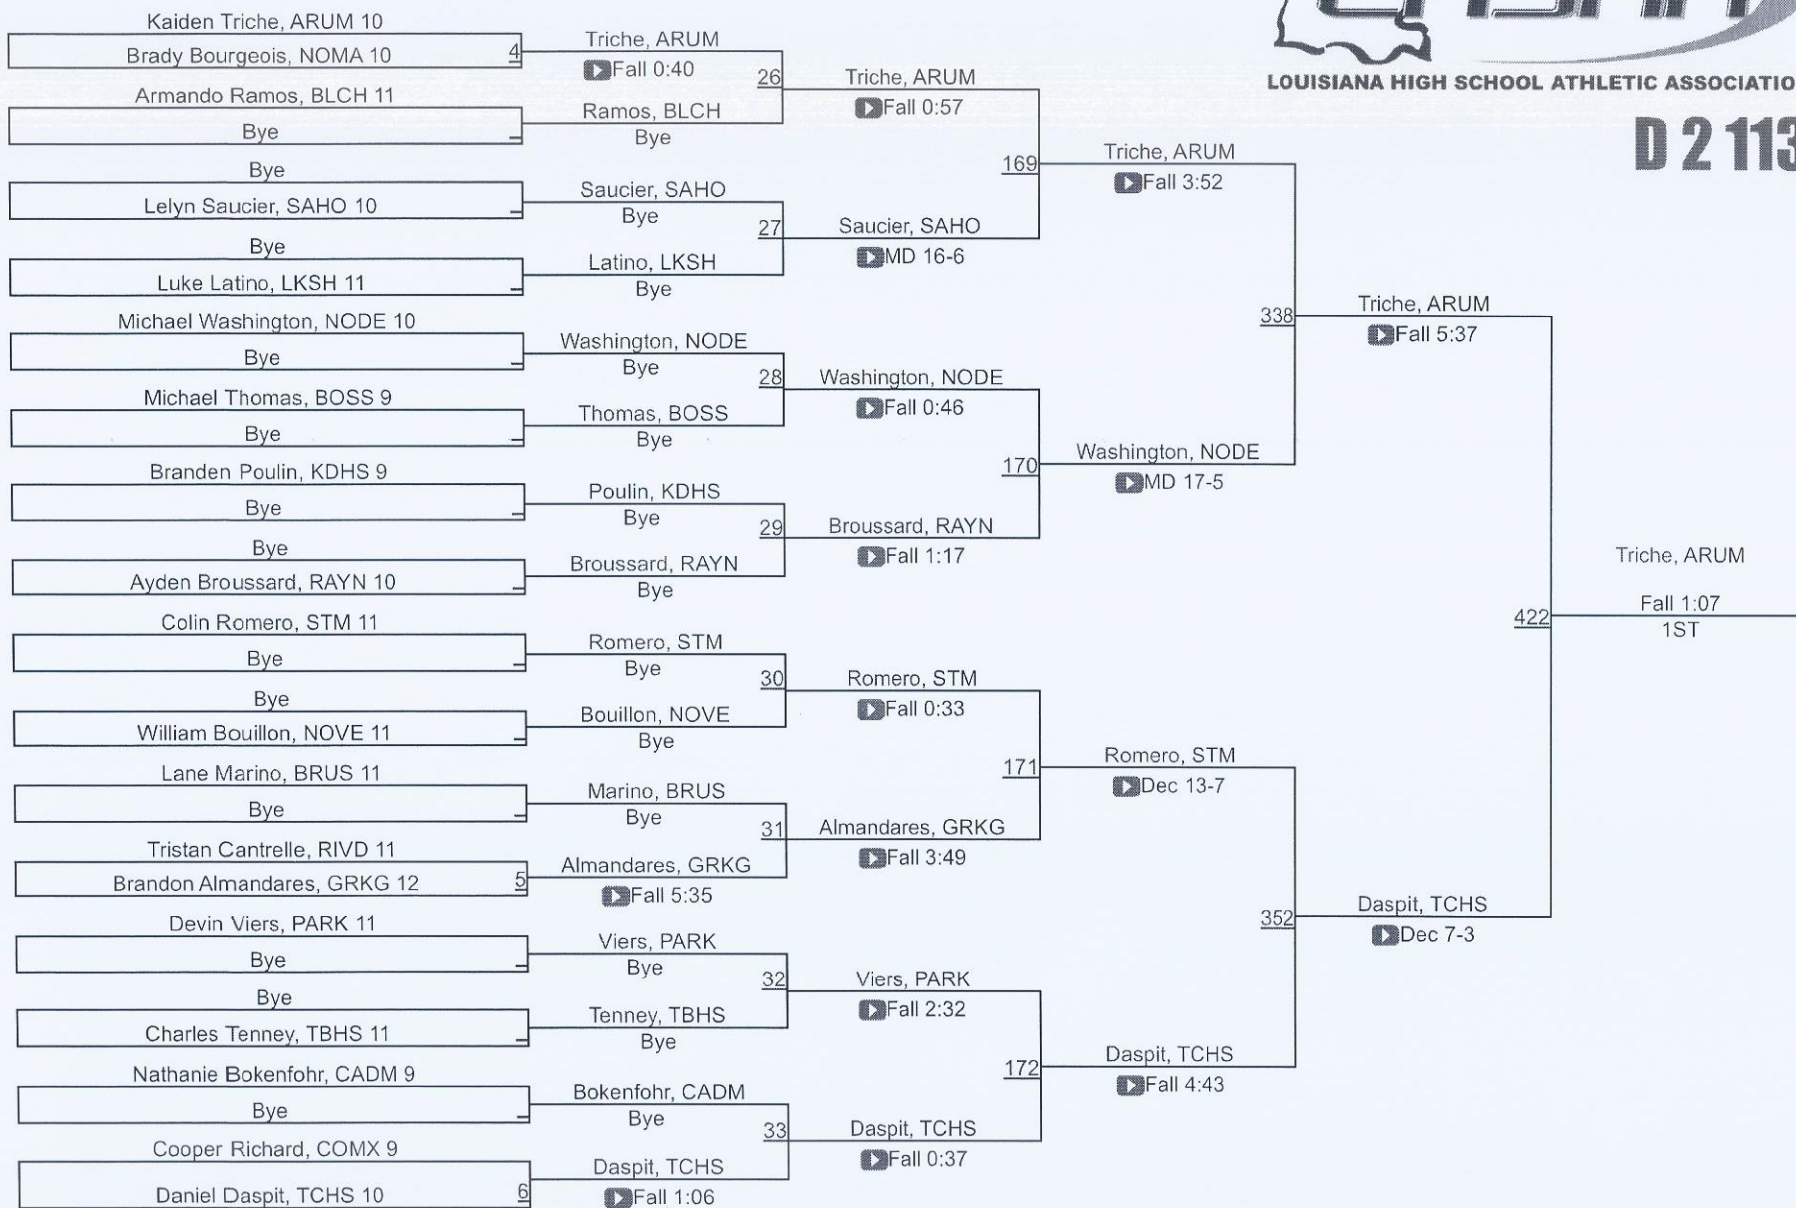 LOUISIANA HIGH SCHOOL ATHLETIC ASSOCIATIO
D 2 113
Kaiden Triche, ARUM 10
Brady Bourgeois, NOMA 10
4
Armando Ramos, BLCH 11
Bye
Bye
Lelyn Saucier, SAHO 10
Bye
Luke Latino, LKSH 11
Michael Washington, NODE 10
Bye
Michael Thomas, BOSS 9
Bye
Branden Poulin, KDHS 9
Bye
Bye
Ayden Broussard, RAYN 10
Colin Romero, STM 11
Bye
Bye
William Bouillon, NOVE 11
Lane Marino, BRUS 11
Bye
Tristan Cantrelle, RIVD 11
Brandon Almandares, GRKG 12
5
Devin Viers, PARK 11
Bye
Bye
Charles Tenney, TBHS 11
Nathanie Bokenfohr, CADM 9
Bye
Cooper Richard, COMX 9
Daniel Daspit, TCHS 10
6
Triche, ARUM
Fall 0:40
26
Ramos, BLCH
Bye
Saucier, SAHO
Bye
27
Latino, LKSH
Bye
Washington, NODE
Bye
28
Thomas, BOSS
Bye
Poulin, KDHS
Bye
29
Broussard, RAYN
Bye
Romero, STM
Bye
30
Bouillon, NOVE
Bye
Marino, BRUS
Bye
31
Almandares, GRKG
Fall 5:35
Viers, PARK
Bye
32
Tenney, TBHS
Bye
Bokenfohr, CADM
Bye
33
Daspit, TCHS
Fall 1:06
Triche, ARUM
Fall 0:57
169
Saucier, SAHO
MD 16-6
Washington, NODE
Fall 0:46
170
Broussard, RAYN
Fall 1:17
Romero, STM
Fall 0:33
171
Almandares, GRKG
Fall 3:49
Viers, PARK
Fall 2:32
172
Daspit, TCHS
Fall 0:37
Triche, ARUM
Fall 3:52
338
Washington, NODE
MD 17-5
Romero, STM
Dec 13-7
352
Daspit, TCHS
Fall 4:43
Triche, ARUM
Fall 5:37
422
Daspit, TCHS
Dec 7-3
Triche, ARUM
Fall 1:07
1ST